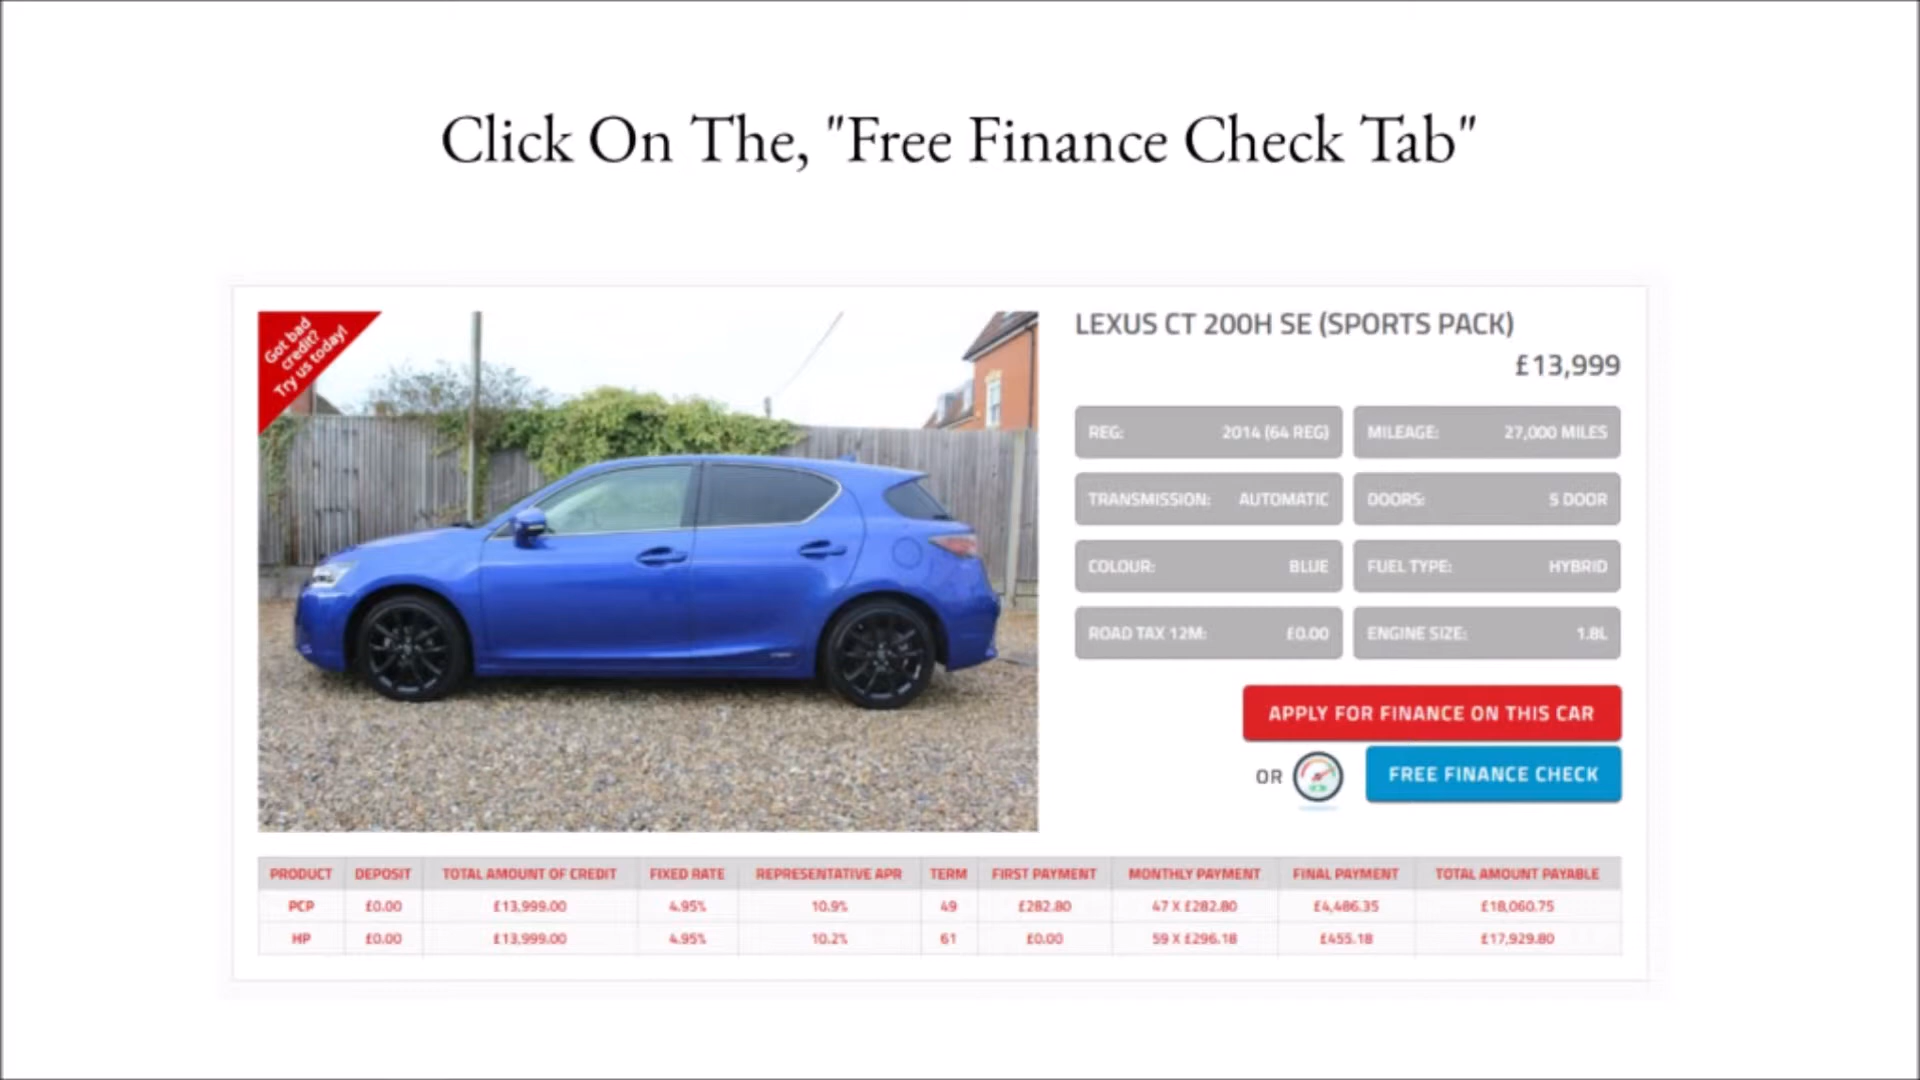 Click On The, "Free Finance Check Tab"
Got bad
credit?
Try us today!
LEXUS CT 200H SE (SPORTS PACK)
£13,999
REG: 2014 (64 REG) MILEAGE: 27,000 MILES
TRANSMISSION: AUTOMATIC DOORS: 5 DOOR
COLOUR: BLUE FUEL TYPE: HYBRID
ROAD TAX 12M: £0.00 ENGINE SIZE: 1.8L
APPLY FOR FINANCE ON THIS CAR
OR FREE FINANCE CHECK
PRODUCT DEPOSIT TOTAL AMOUNT OF CREDIT FIXED RATE REPRESENTATIVE APR TERM FIRST PAYMENT MONTHLY PAYMENT FINAL PAYMENT TOTAL AMOUNT PAYABLE
PCP £0.00 £13,999.00 4.95% 10.9% 49 £282.80 47 X £282.80 £4,486.35 £18,060.75
HP £0.00 £13,999.00 4.95% 10.2% 61 £0.00 59 X £296.18 £455.18 £17,929.80